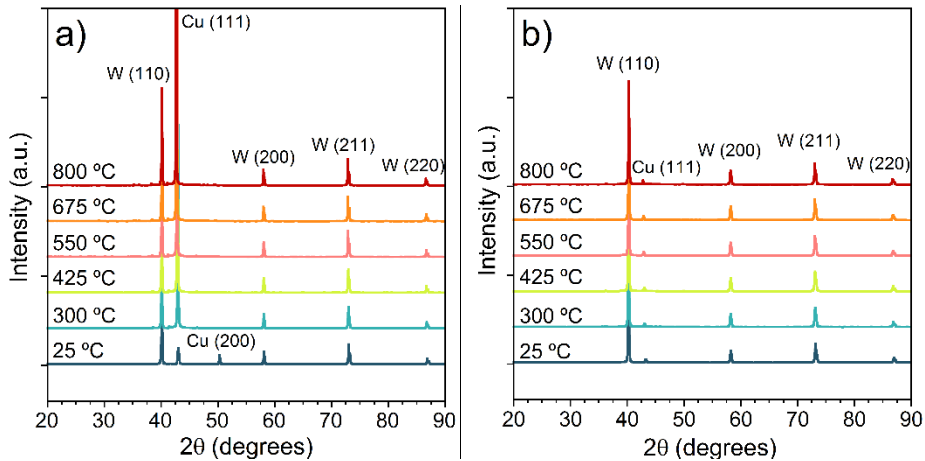 a)
Cu (111)
W (110)
W (200)
W (211)
W (220)
800 ºC
675 ºC
550 ºC
425 ºC
300 ºC
Cu (200)
25 ºC
Intensity (a.u.)
20 30 40 50 60 70 80 90
2θ (degrees)
b)
W (110)
Cu (111)
W (200)
W (211)
W (220)
800 ºC
675 ºC
550 ºC
425 ºC
300 ºC
25 ºC
Intensity (a.u.)
20 30 40 50 60 70 80 90
2θ (degrees)